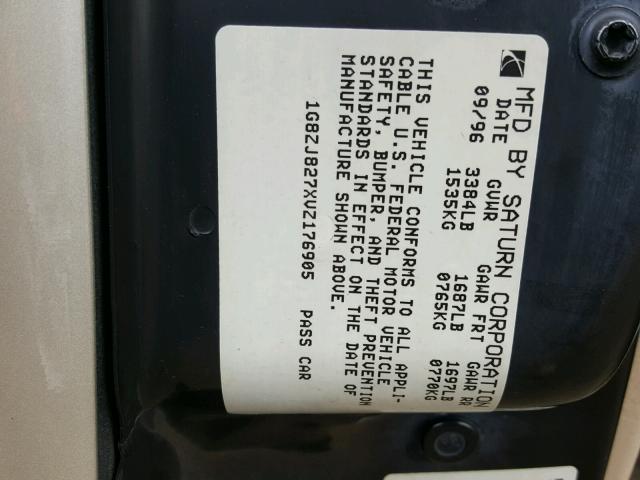 MFD BY SATURN CORPORATION
DATE GVWR GAWR FRT GAWR RR
09/96 3384LB 1687LB 1697LB
1535KG 0765KG 0770KG
THIS VEHICLE CONFORMS TO ALL APPLI-
CABLE U.S. FEDERAL MOTOR VEHICLE
SAFETY, BUMPER, AND THEFT PREVENTION
STANDARDS IN EFFECT ON THE DATE OF
MANUFACTURE SHOWN ABOVE.
1G8ZJ827XVZ176905 PASS CAR